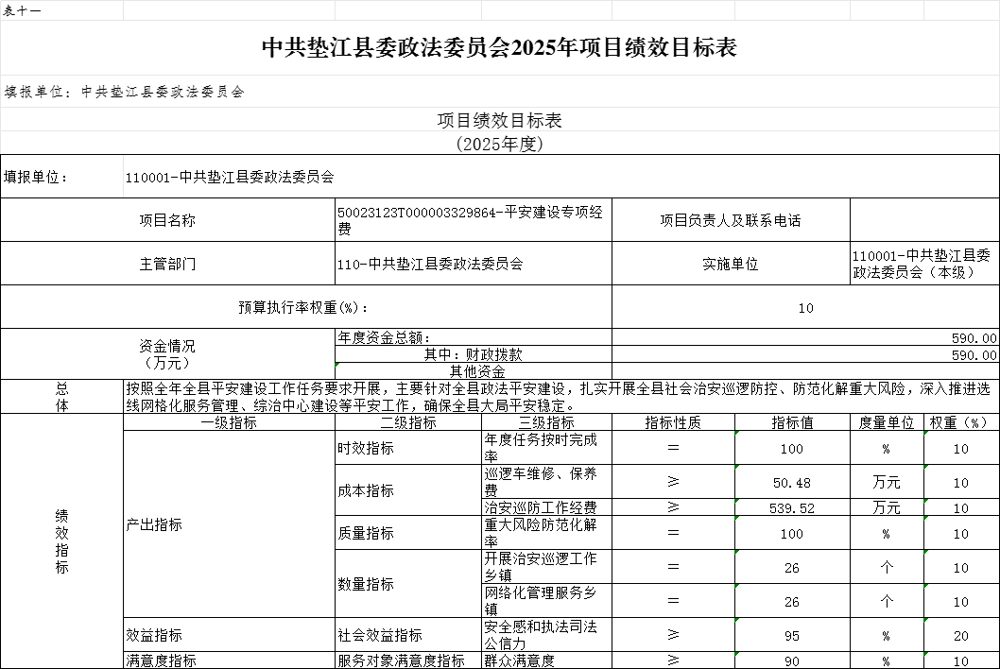 表十一
中共垫江县委政法委员会2025年项目绩效目标表
填报单位：中共垫江县委政法委员会
项目绩效目标表
(2025年度)
填报单位： 110001-中共垫江县委政法委员会
项目名称 50023123T000003329864-平安建设专项经 项目负责人及联系电话
费
主管部门 110-中共垫江县委政法委员会 实施单位 110001-中共垫江县委
政法委员会（本级）
预算执行率权重(%)： 10
资金情况
（万元）
年度资金总额： 590.00
其中：财政拨款 590.00
其他资金
总
体
按照全年全县平安建设工作任务要求开展，主要针对全县政法平安建设，扎实开展全县社会治安巡逻防控、防范化解重大风险，深入推进选
线网格化服务管理、综治中心建设等平安工作，确保全县大局平安稳定。
绩
效
指
标
一级指标 二级指标 三级指标 指标性质 指标值 度量单位 权重（%）
产出指标
时效指标 年度任务按时完成 ＝ 100 % 10
率
成本指标
巡逻车维修、保养 ≥ 50.48 万元 10
费
治安巡防工作经费 ≥ 539.52 万元 10
质量指标 重大风险防范化解 ＝ 100 % 10
率
数量指标
开展治安巡逻工作 ＝ 26 个 10
乡镇
网络化管理服务乡 ＝ 26 个 10
镇
效益指标 社会效益指标 安全感和执法司法 ≥ 95 % 20
公信力
满意度指标 服务对象满意度指标 群众满意度 ≥ 90 % 10